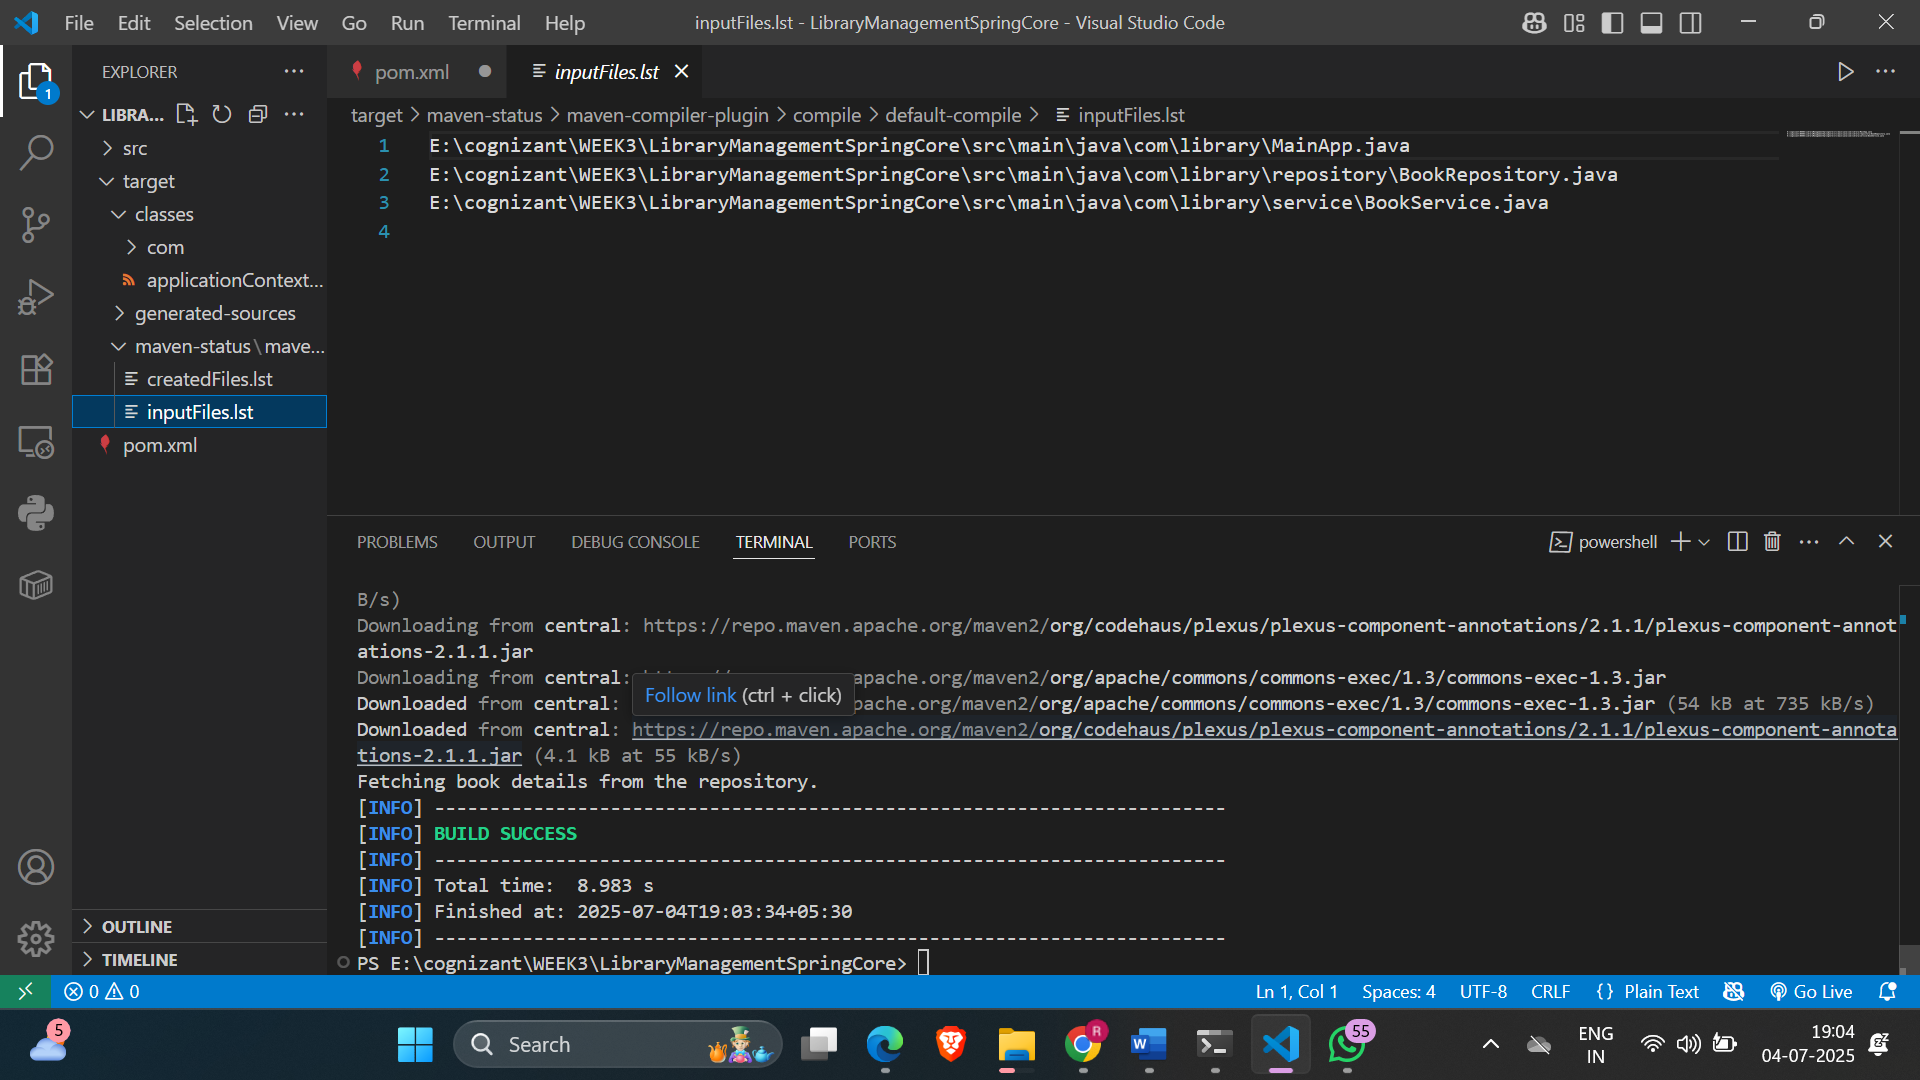 File Edit Selection View Go Run Terminal Help
inputFiles.lst - LibraryManagementSpringCore - Visual Studio Code
1
EXPLORER
LIBRA...
src
target
classes
com
applicationContext...
generated-sources
maven-status\mave...
createdFiles.lst
inputFiles.lst
pom.xml
OUTLINE
TIMELINE
pom.xml
inputFiles.lst
target > maven-status > maven-compiler-plugin > compile > default-compile > inputFiles.lst
1 E:\cognizant\WEEK3\LibraryManagementSpringCore\src\main\java\com\library\MainApp.java
2 E:\cognizant\WEEK3\LibraryManagementSpringCore\src\main\java\com\library\repository\BookRepository.java
3 E:\cognizant\WEEK3\LibraryManagementSpringCore\src\main\java\com\library\service\BookService.java
4
PROBLEMS OUTPUT DEBUG CONSOLE TERMINAL PORTS
powershell
B/s)
Downloading from central: https://repo.maven.apache.org/maven2/org/codehaus/plexus/plexus-component-annotations/2.1.1/plexus-component-annot
ations-2.1.1.jar
Downloading from central: pache.org/maven2/org/apache/commons/commons-exec/1.3/commons-exec-1.3.jar
Follow link (ctrl + click)
Downloaded from central: pache.org/maven2/org/apache/commons/commons-exec/1.3/commons-exec-1.3.jar (54 kB at 735 kB/s)
Downloaded from central: https://repo.maven.apache.org/maven2/org/codehaus/plexus/plexus-component-annotations/2.1.1/plexus-component-annota
tions-2.1.1.jar (4.1 kB at 55 kB/s)
Fetching book details from the repository.
[INFO] ------------------------------------------------------------------------
[INFO] BUILD SUCCESS
[INFO] ------------------------------------------------------------------------
[INFO] Total time:  8.983 s
[INFO] Finished at: 2025-07-04T19:03:34+05:30
[INFO] ------------------------------------------------------------------------
PS E:\cognizant\WEEK3\LibraryManagementSpringCore>
0 0
Ln 1, Col 1 Spaces: 4 UTF-8 CRLF {} Plain Text Go Live
5
Search
R
55
ENG
IN
19:04
04-07-2025